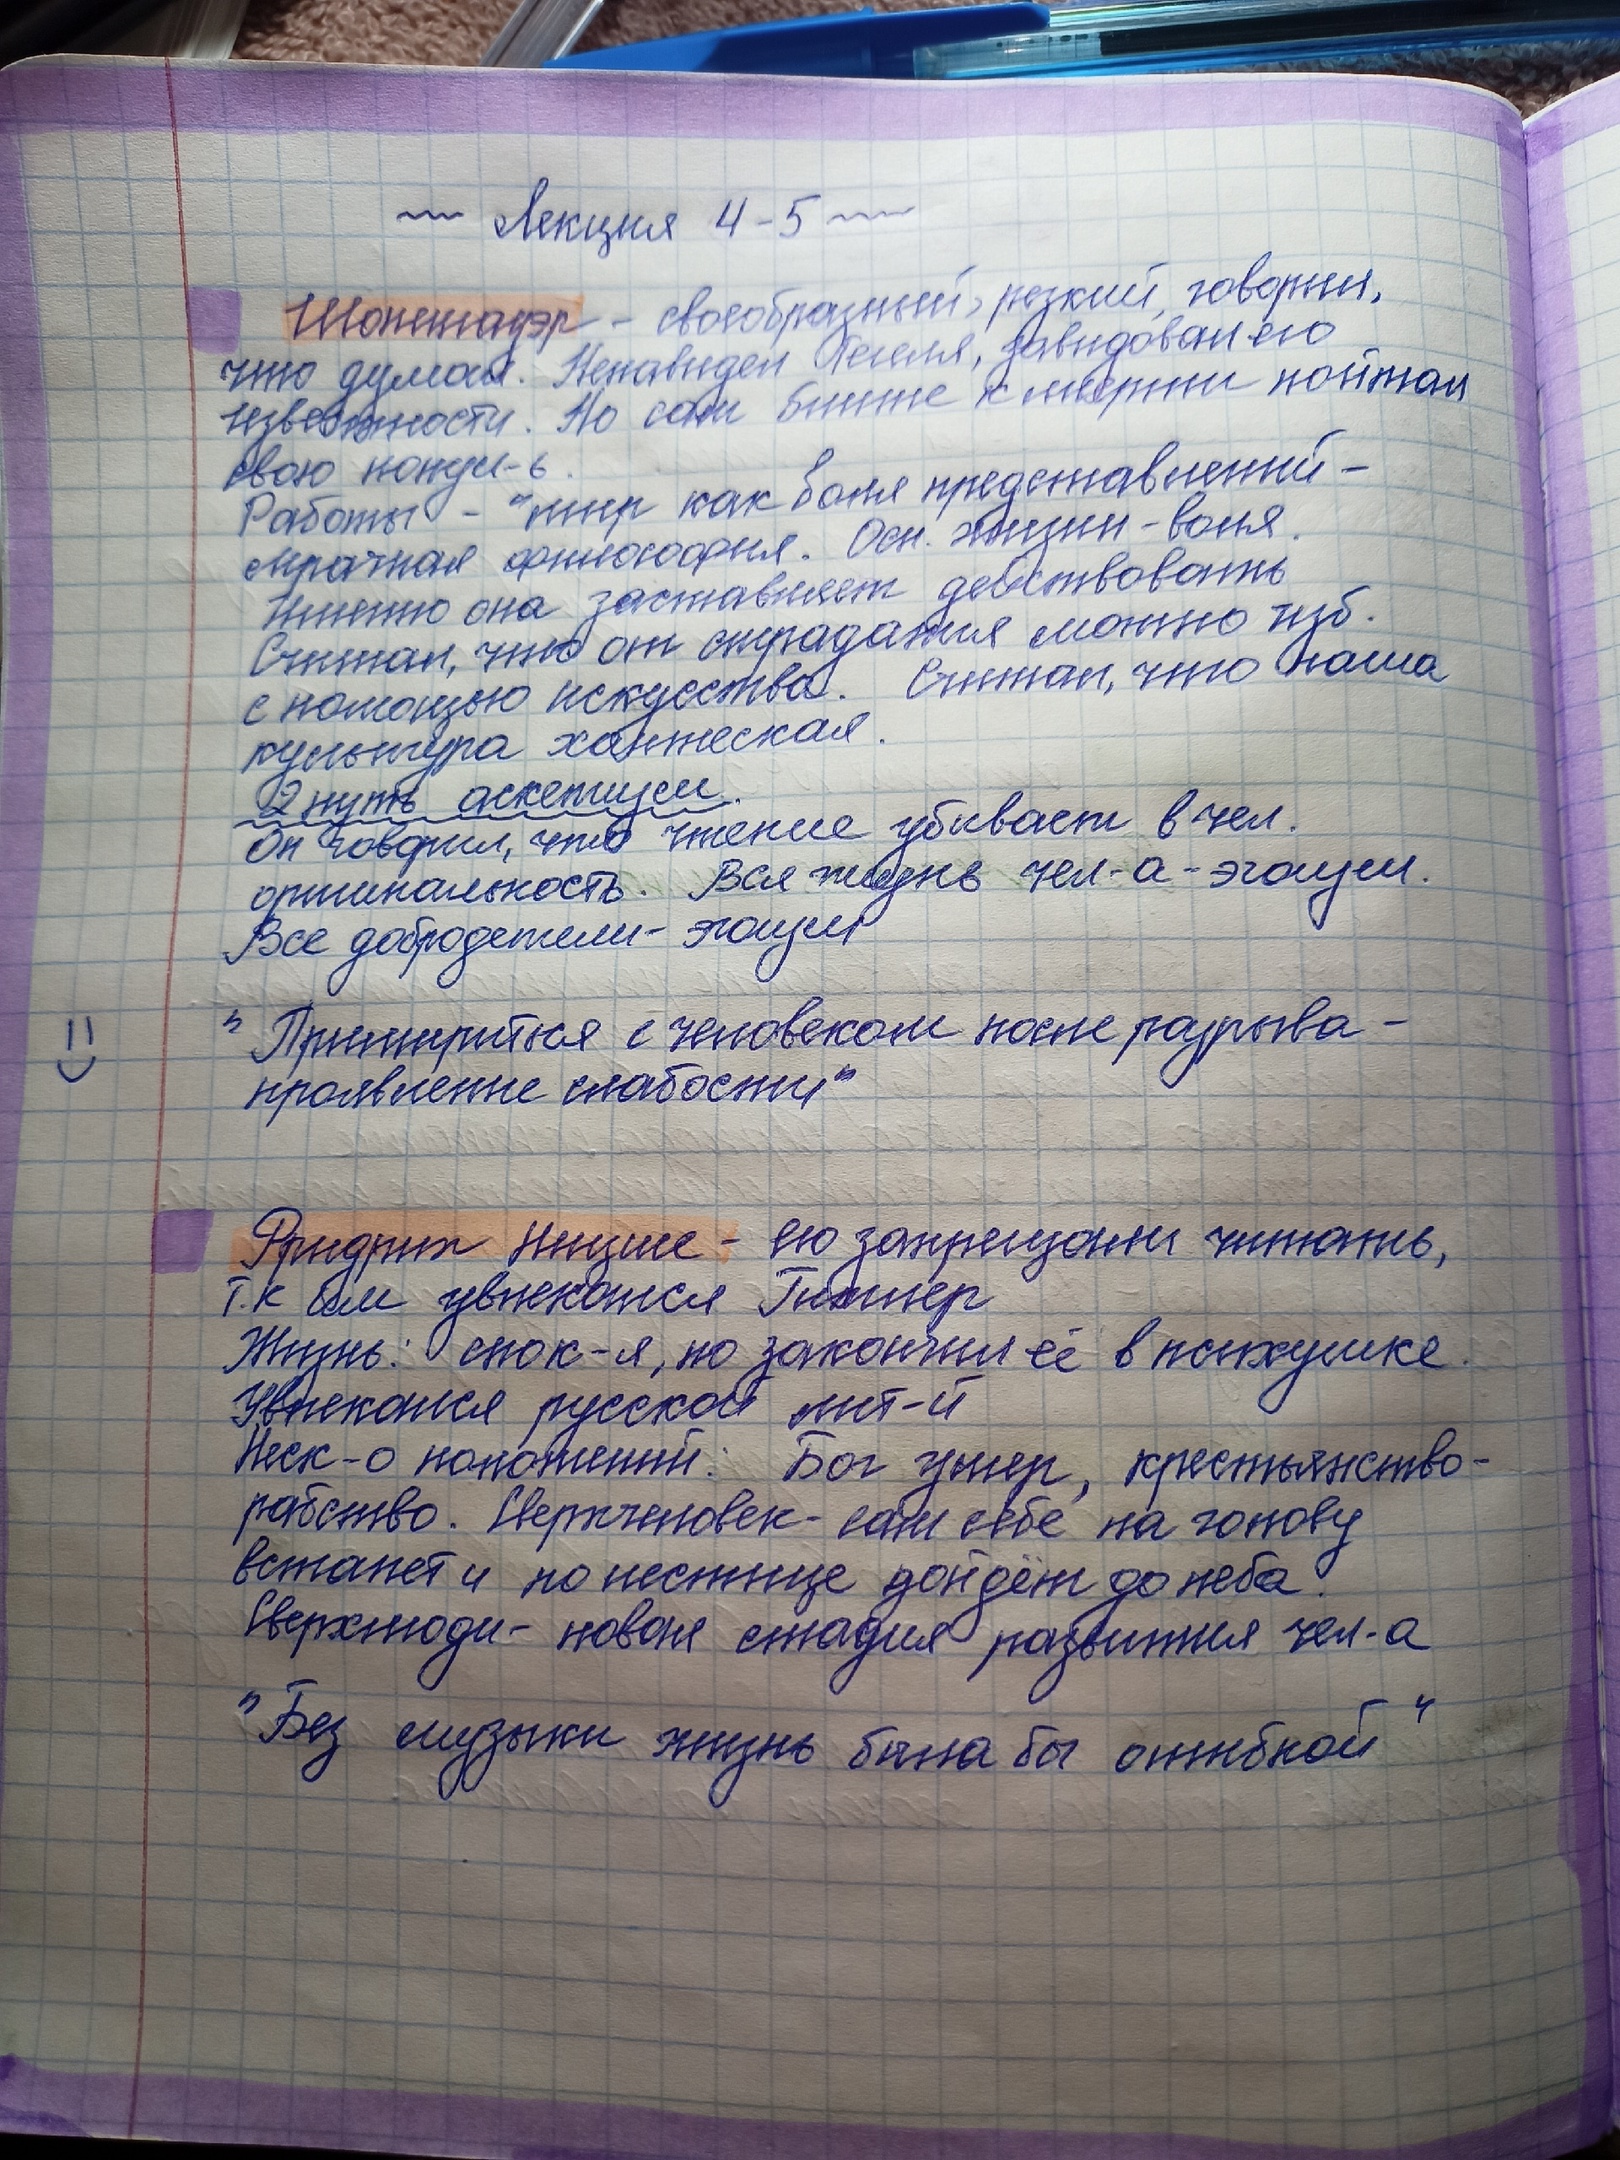 ~ Лекция 4-5 ~
Шопенгауэр - своеобразный, резкий, говорил,
что думал. Ненавидел Гегеля, завидовал его
известности. Но сам ближе к смерти поймал
свою
Работы - "мир как воля представлений -
мрачная философия. Осн. жизни - воля.
Именно она заставляет действовать
Считал, что от страдания можно изб.
с помощью искусства. Считал, что наша
культура ханжеская.
2 путь аскетизм.
Он говорил, что чтение убивает в чел.
оригинальность. Вся жизнь чел-а - эгоизм.
Все добродетели - эгоизм
"Примириться с человеком после разрыва -
проявление слабости"
Фридрих Ницше - его запрещали читать,
т.к им увлекался Гитлер
Жизнь: спок-я, но закончил её в психушке.
Увлекался русской лит-й
Неск-о положений: Бог умер, крестьянство -
рабство. Сверхчеловек - сам себе на голову
встанет и по лестнице дойдёт до неба.
Сверхлюди - новая стадия развития чел-а
"Без музыки жизнь была бы ошибкой"